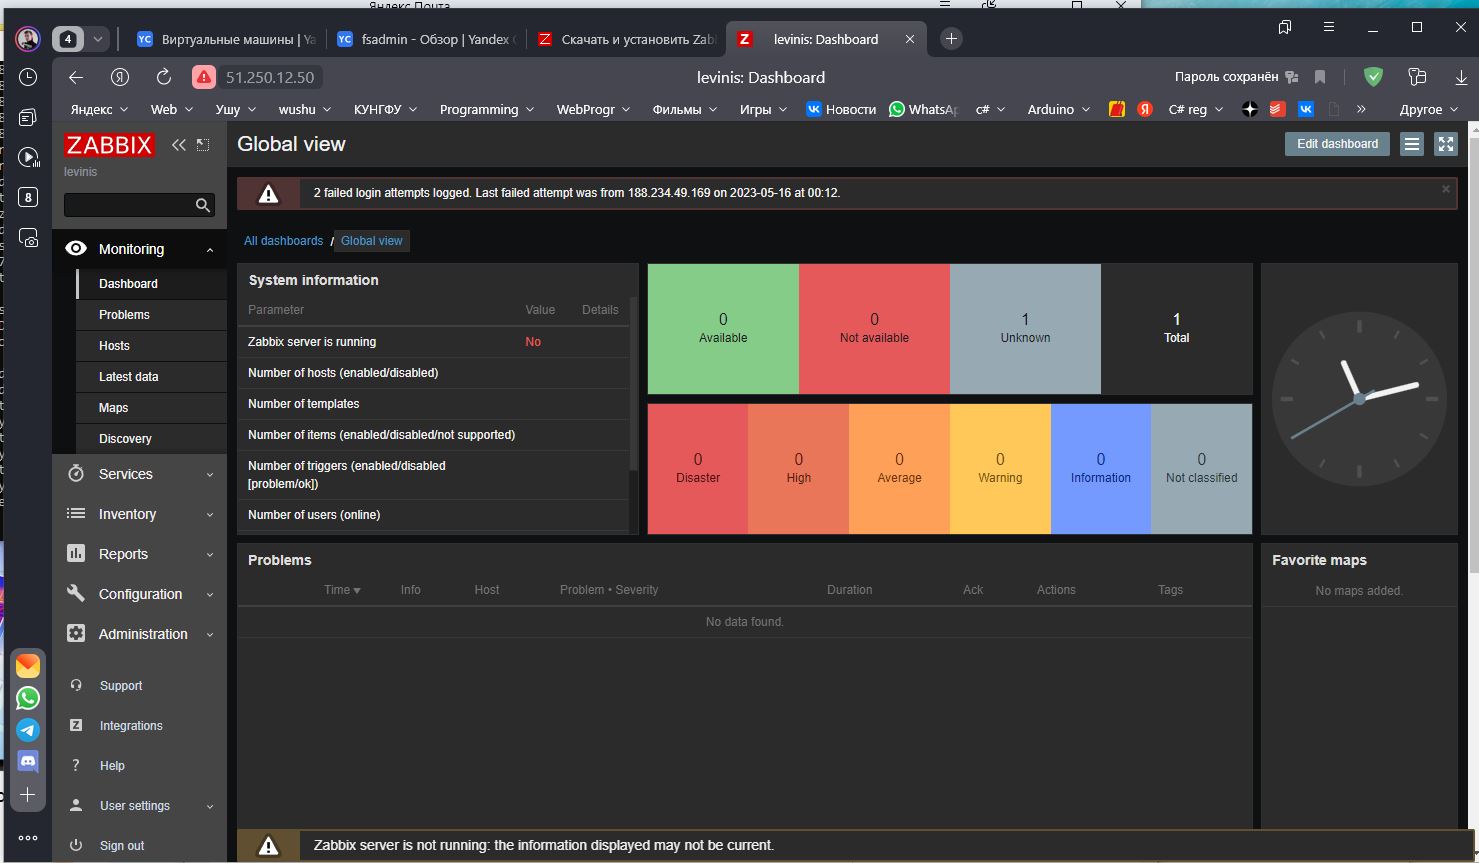 Яндекс Почта
4
Виртуальные машины | Ya
fsadmin - Обзор | Yandex C
Скачать и установить Zab
levinis: Dashboard
51.250.12.50
levinis: Dashboard
Пароль сохранён
Яндекс
Web
Ушу
wushu
КУНГФУ
Programming
WebProgr
Фильмы
Игры
Новости
WhatsAp
c#
Arduino
C# reg
Другое
8
ZABBIX
levinis
Monitoring
Dashboard
Problems
Hosts
Latest data
Maps
Discovery
Services
Inventory
Reports
Configuration
Administration
Support
Integrations
Help
User settings
Sign out
Global view
Edit dashboard
2 failed login attempts logged. Last failed attempt was from 188.234.49.169 on 2023-05-16 at 00:12.
All dashboards / Global view
System information
Parameter Value Details
Zabbix server is running No
Number of hosts (enabled/disabled)
Number of templates
Number of items (enabled/disabled/not supported)
Number of triggers (enabled/disabled
[problem/ok])
Number of users (online)
0
Available
0
Not available
1
Unknown
1
Total
0
Disaster
0
High
0
Average
0
Warning
0
Information
0
Not classified
Problems
Time Info Host Problem • Severity Duration Ack Actions Tags
No data found.
Favorite maps
No maps added.
Zabbix server is not running: the information displayed may not be current.